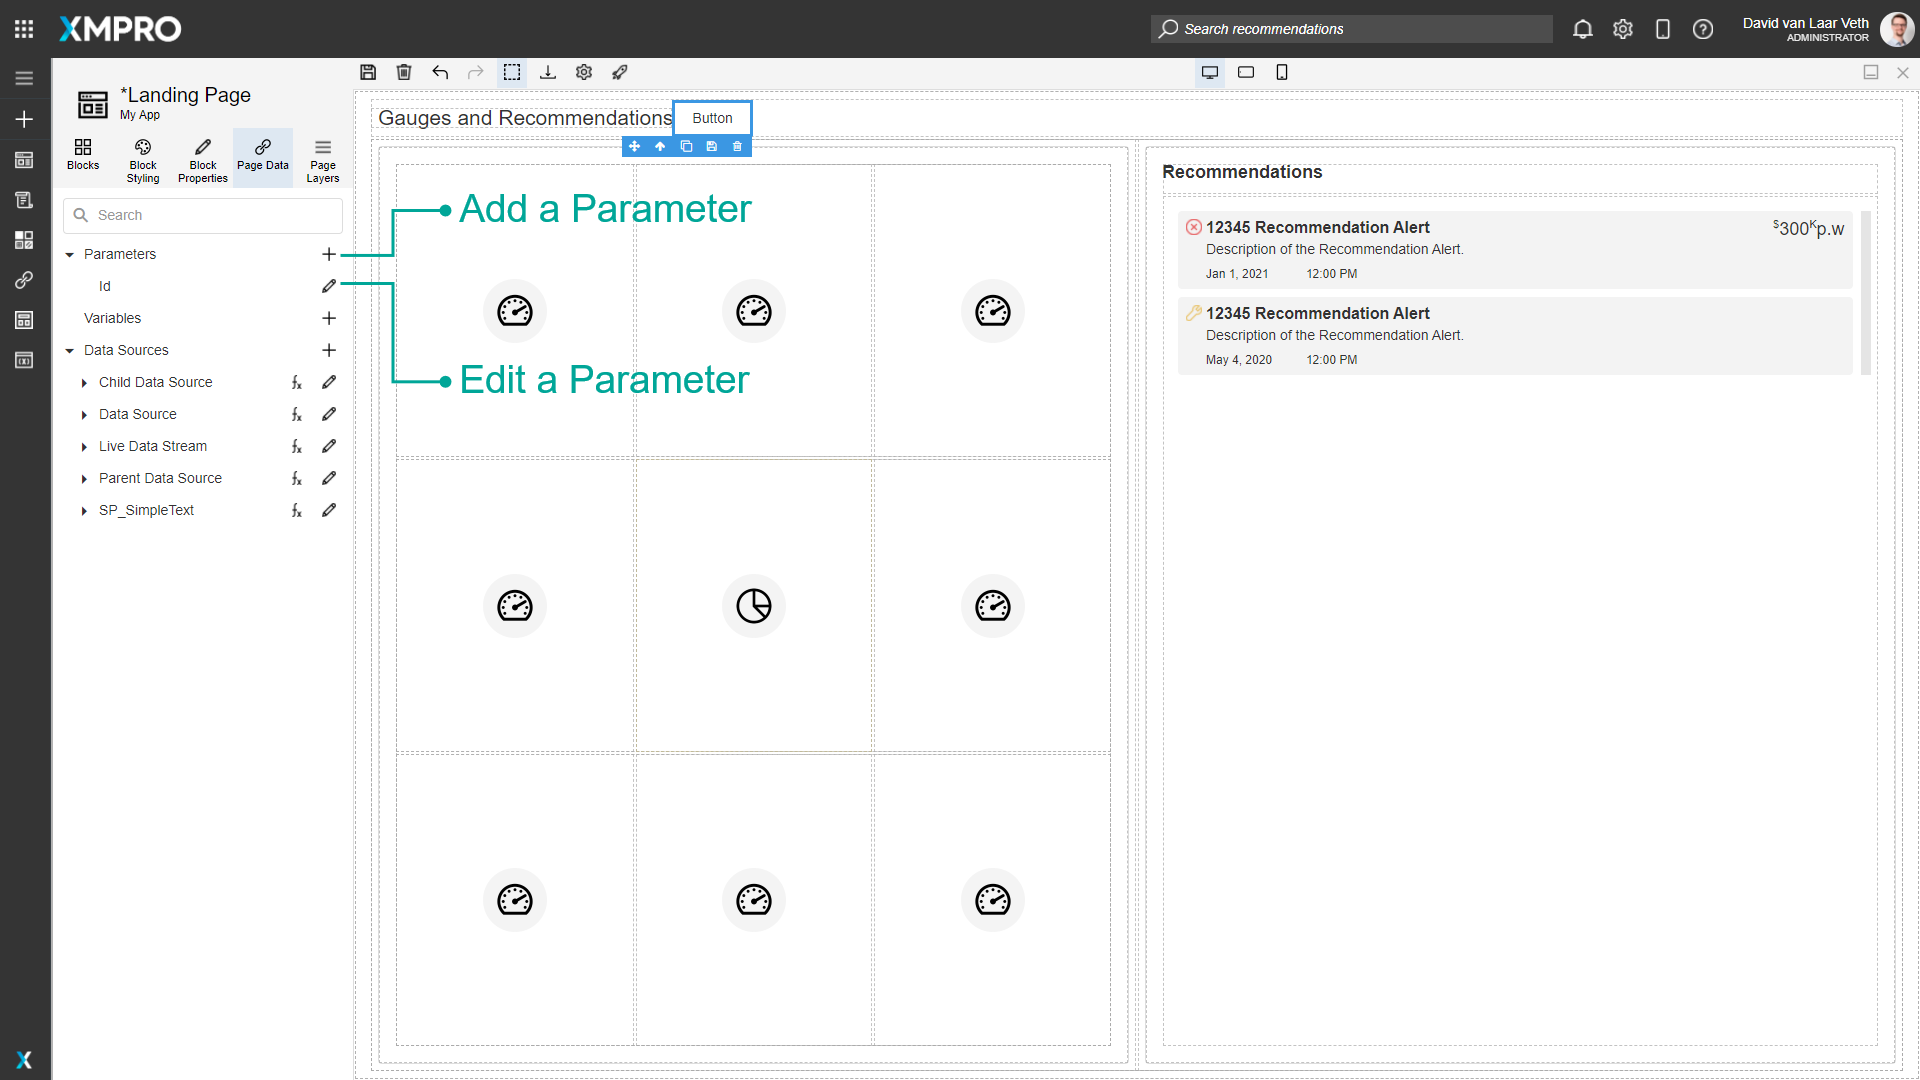 XMPRO
Search recommendations
David van Laar Veth
ADMINISTRATOR
*Landing Page
My App
Blocks
Block Styling
Block Properties
Page Data
Page Layers
Search
Parameters
Id
Variables
Data Sources
Child Data Source
Data Source
Live Data Stream
Parent Data Source
SP_SimpleText
Gauges and Recommendations
Button
Add a Parameter
Edit a Parameter
Recommendations
12345 Recommendation Alert
$300Kp.w
Description of the Recommendation Alert.
Jan 1, 2021 12:00 PM
12345 Recommendation Alert
Description of the Recommendation Alert.
May 4, 2020 12:00 PM